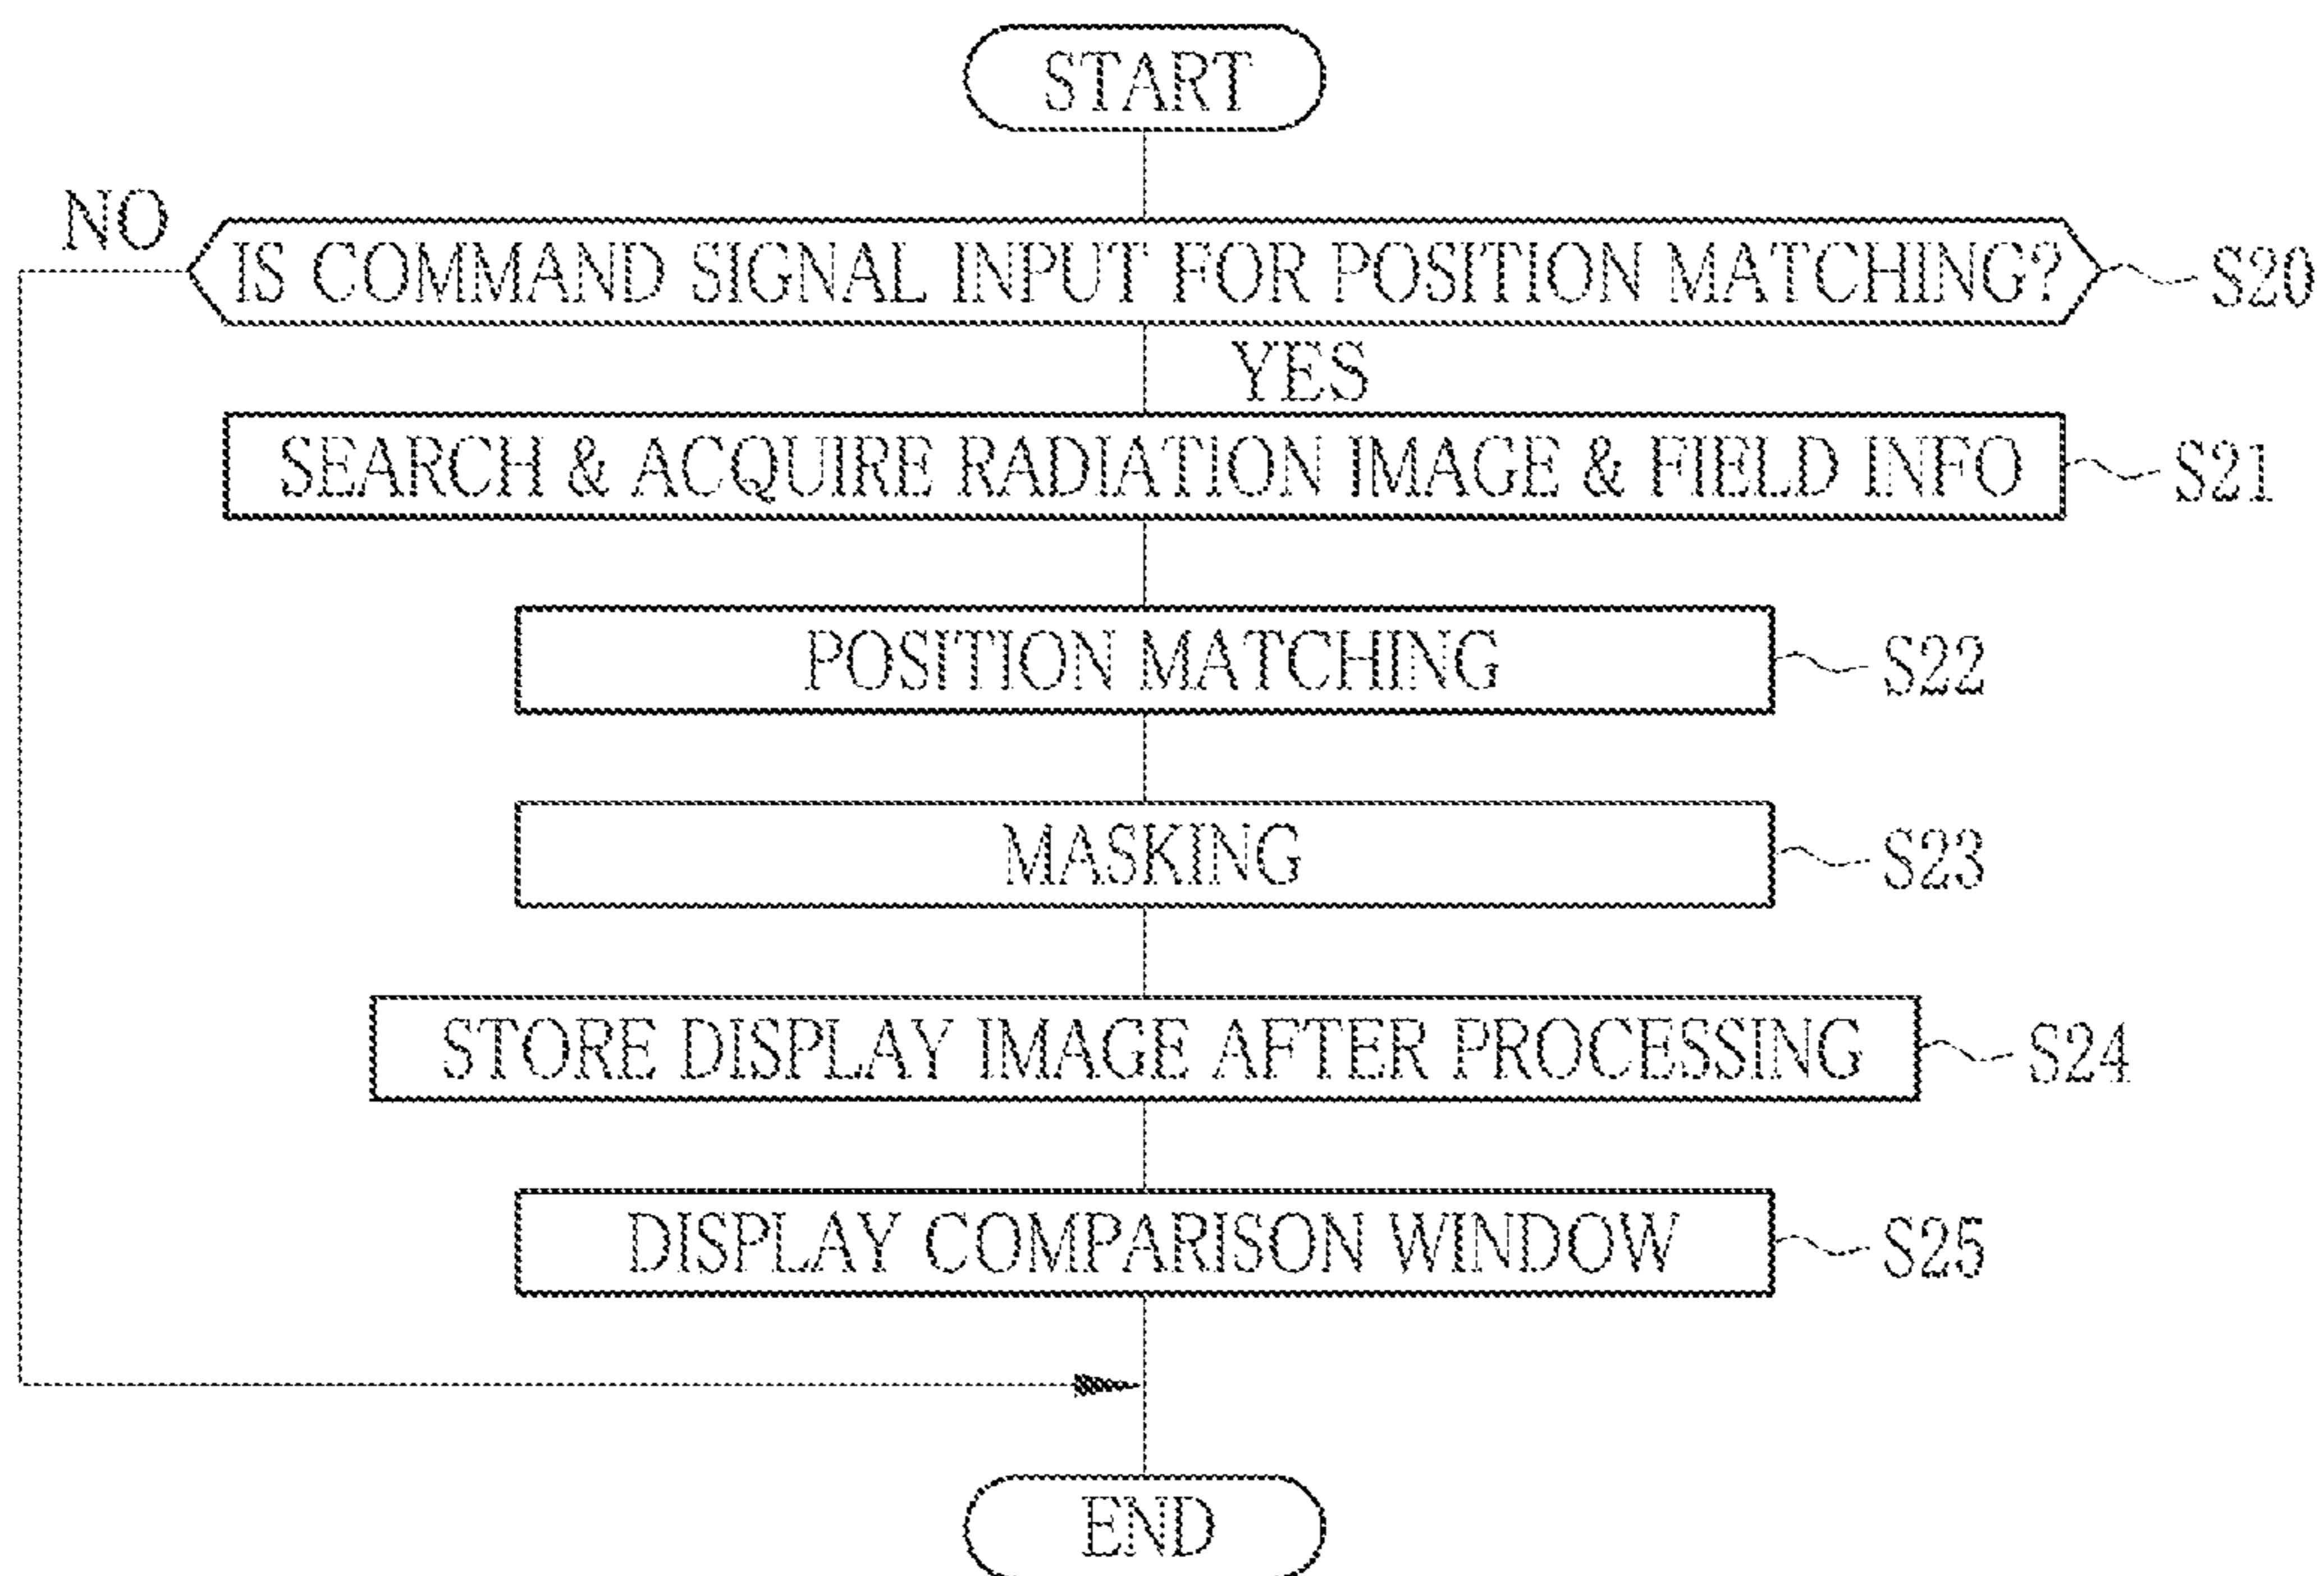 START
NO
IS COMMAND SIGNAL INPUT FOR POSITION MATCHING?
S20
YES
SEARCH & ACQUIRE RADIATION IMAGE & FIELD INFO
S21
POSITION MATCHING
S22
MASKING
S23
STORE DISPLAY IMAGE AFTER PROCESSING
S24
DISPLAY COMPARISON WINDOW
S25
END